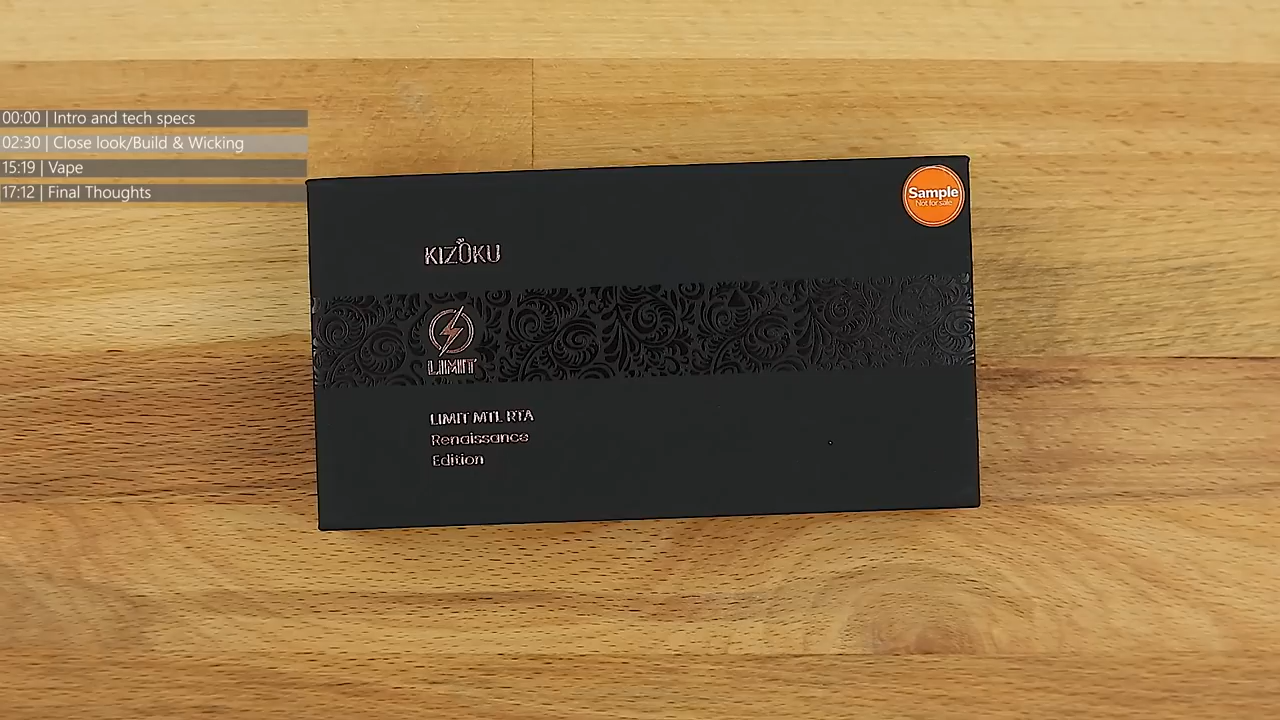 00:00 | Intro and tech specs
02:30 | Close look/Build & Wicking
15:19 | Vape
17:12 | Final Thoughts
Sample
Not for sale
KIZOKU
LIMIT
LIMIT MTL RTA
Renaissance
Edition